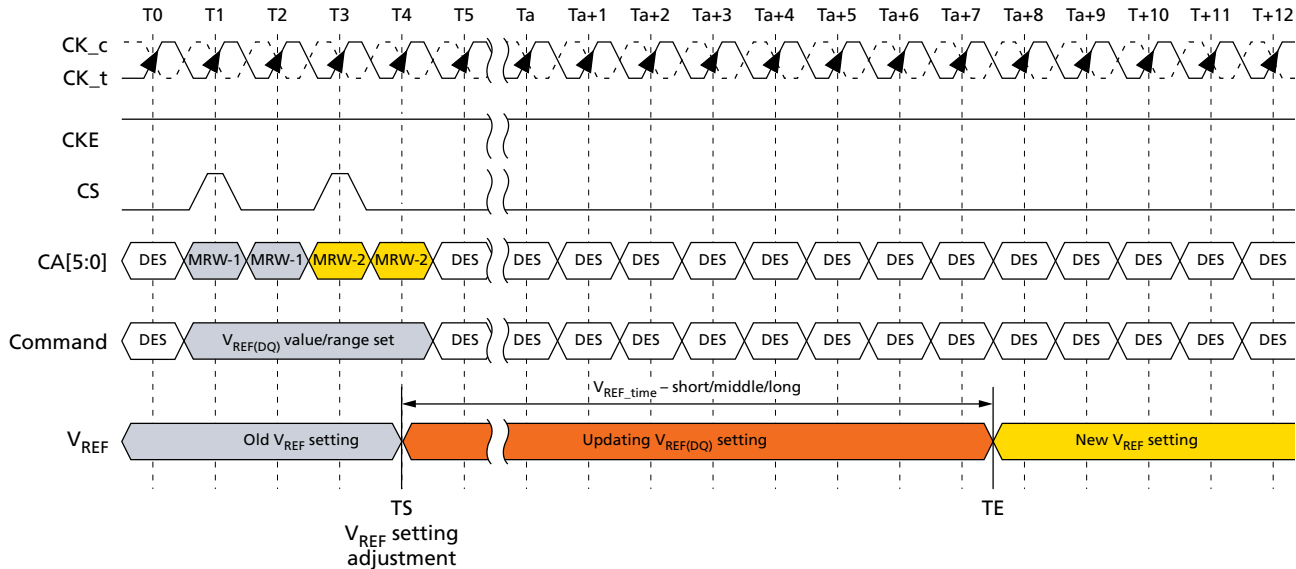 T0 T1 T2 T3 T4 T5 Ta Ta+1 Ta+2 Ta+3 Ta+4 Ta+5 Ta+6 Ta+7 Ta+8 Ta+9 T+10 T+11 T+12
CK_c
CK_t
CKE
CS
CA[5:0] DES MRW-1 MRW-1 MRW-2 MRW-2 DES DES DES DES DES DES DES DES DES DES DES DES DES DES
Command DES VREF(DQ) value/range set DES DES DES DES DES DES DES DES DES DES DES DES DES DES
VREF_time – short/middle/long
VREF Old VREF setting Updating VREF(DQ) setting New VREF setting
TS TE
VREF setting
adjustment